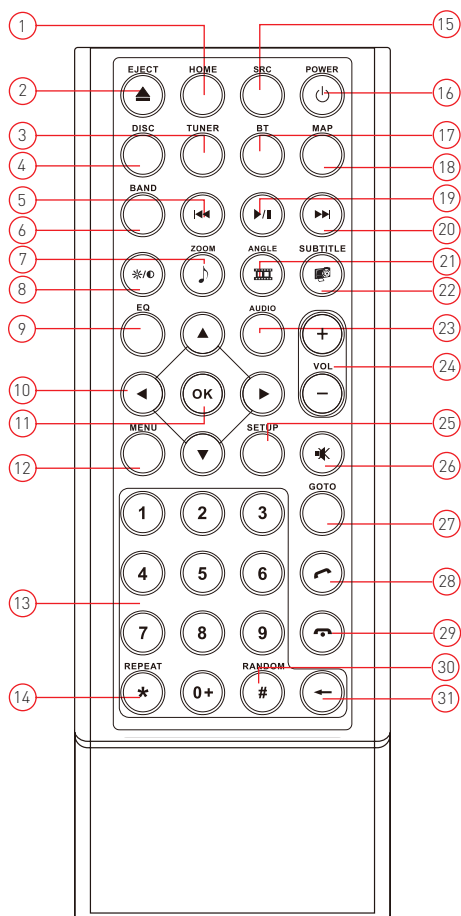 1
15
EJECT HOME SRC POWER
2
16
3
17
DISC TUNER BT MAP
4
18
BAND
5
19
6
20
ZOOM ANGLE SUBTITLE
7
21
8
22
EQ AUDIO
9
23
+
VOL
24
10
OK
11
−
25
MENU SETUP
12
26
GOTO
1 2 3
27
4 5 6
28
13
7 8 9
29
30
REPEAT RANDOM
14
* 0+ #
31